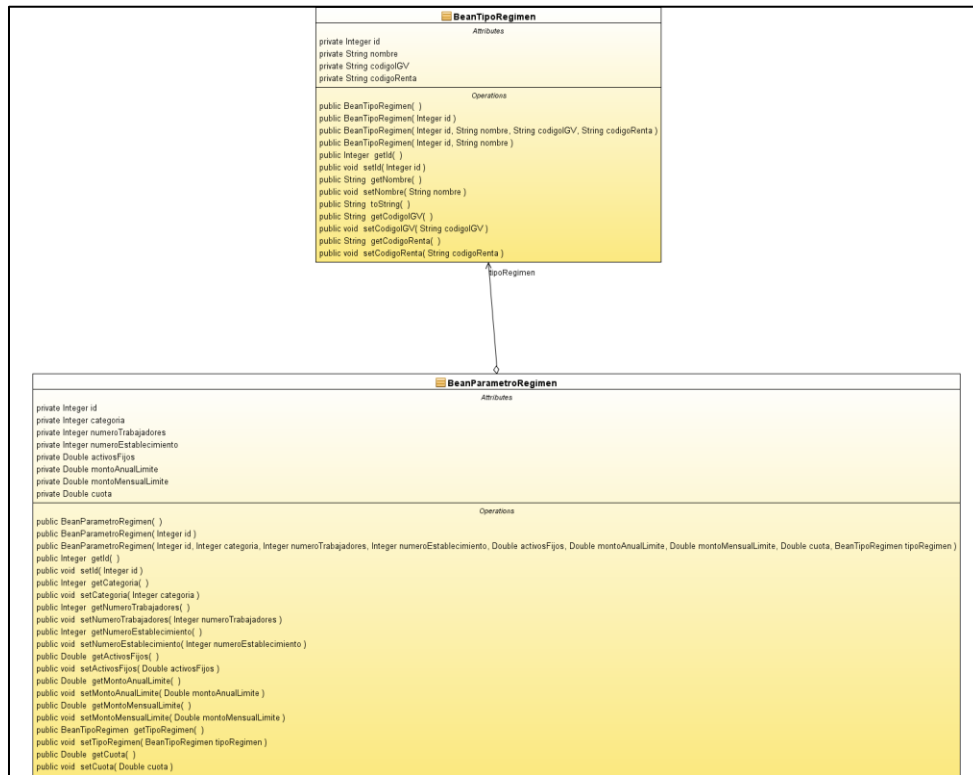 BeanTipoRegimen
Attributes
private Integer id
private String nombre
private String codigoIGV
private String codigoRenta
Operations
public BeanTipoRegimen( )
public BeanTipoRegimen( Integer id )
public BeanTipoRegimen( Integer id, String nombre, String codigoIGV, String codigoRenta )
public BeanTipoRegimen( Integer id, String nombre )
public Integer getId( )
public void setId( Integer id )
public String getNombre( )
public void setNombre( String nombre )
public String toString( )
public String getCodigoIGV( )
public void setCodigoIGV( String codigoIGV )
public String getCodigoRenta( )
public void setCodigoRenta( String codigoRenta )
tipoRegimen
BeanParametroRegimen
Attributes
private Integer id
private Integer categoria
private Integer numeroTrabajadores
private Integer numeroEstablecimiento
private Double activosFijos
private Double montoAnualLimite
private Double montoMensualLimite
private Double cuota
Operations
public BeanParametroRegimen( )
public BeanParametroRegimen( Integer id )
public BeanParametroRegimen( Integer id, Integer categoria, Integer numeroTrabajadores, Integer numeroEstablecimiento, Double activosFijos, Double montoAnualLimite, Double montoMensualLimite, Double cuota, BeanTipoRegimen tipoRegimen )
public Integer getId( )
public void setId( Integer id )
public Integer getCategoria( )
public void setCategoria( Integer categoria )
public Integer getNumeroTrabajadores( )
public void setNumeroTrabajadores( Integer numeroTrabajadores )
public Integer getNumeroEstablecimiento( )
public void setNumeroEstablecimiento( Integer numeroEstablecimiento )
public Double getActivosFijos( )
public void setActivosFijos( Double activosFijos )
public Double getMontoAnualLimite( )
public void setMontoAnualLimite( Double montoAnualLimite )
public Double getMontoMensualLimite( )
public void setMontoMensualLimite( Double montoMensualLimite )
public BeanTipoRegimen getTipoRegimen( )
public void setTipoRegimen( BeanTipoRegimen tipoRegimen )
public Double getCuota( )
public void setCuota( Double cuota )